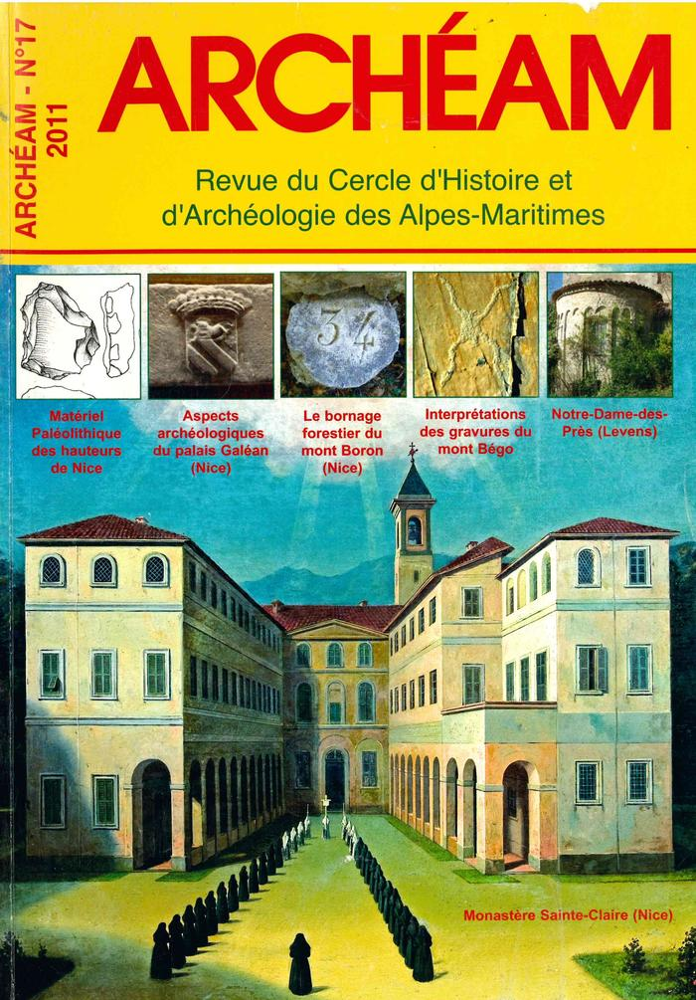 ARCHÉAM - N°17
2011
ARCHÉAM
Revue du Cercle d'Histoire et
d'Archéologie des Alpes-Maritimes
34
Matériel
Paléolithique
des hauteurs
de Nice
Aspects
archéologiques
du palais Galéan
(Nice)
Le bornage
forestier du
mont Boron
(Nice)
Interprétations
des gravures du
mont Bégo
Notre-Dame-des-
Près (Levens)
Monastère Sainte-Claire (Nice)